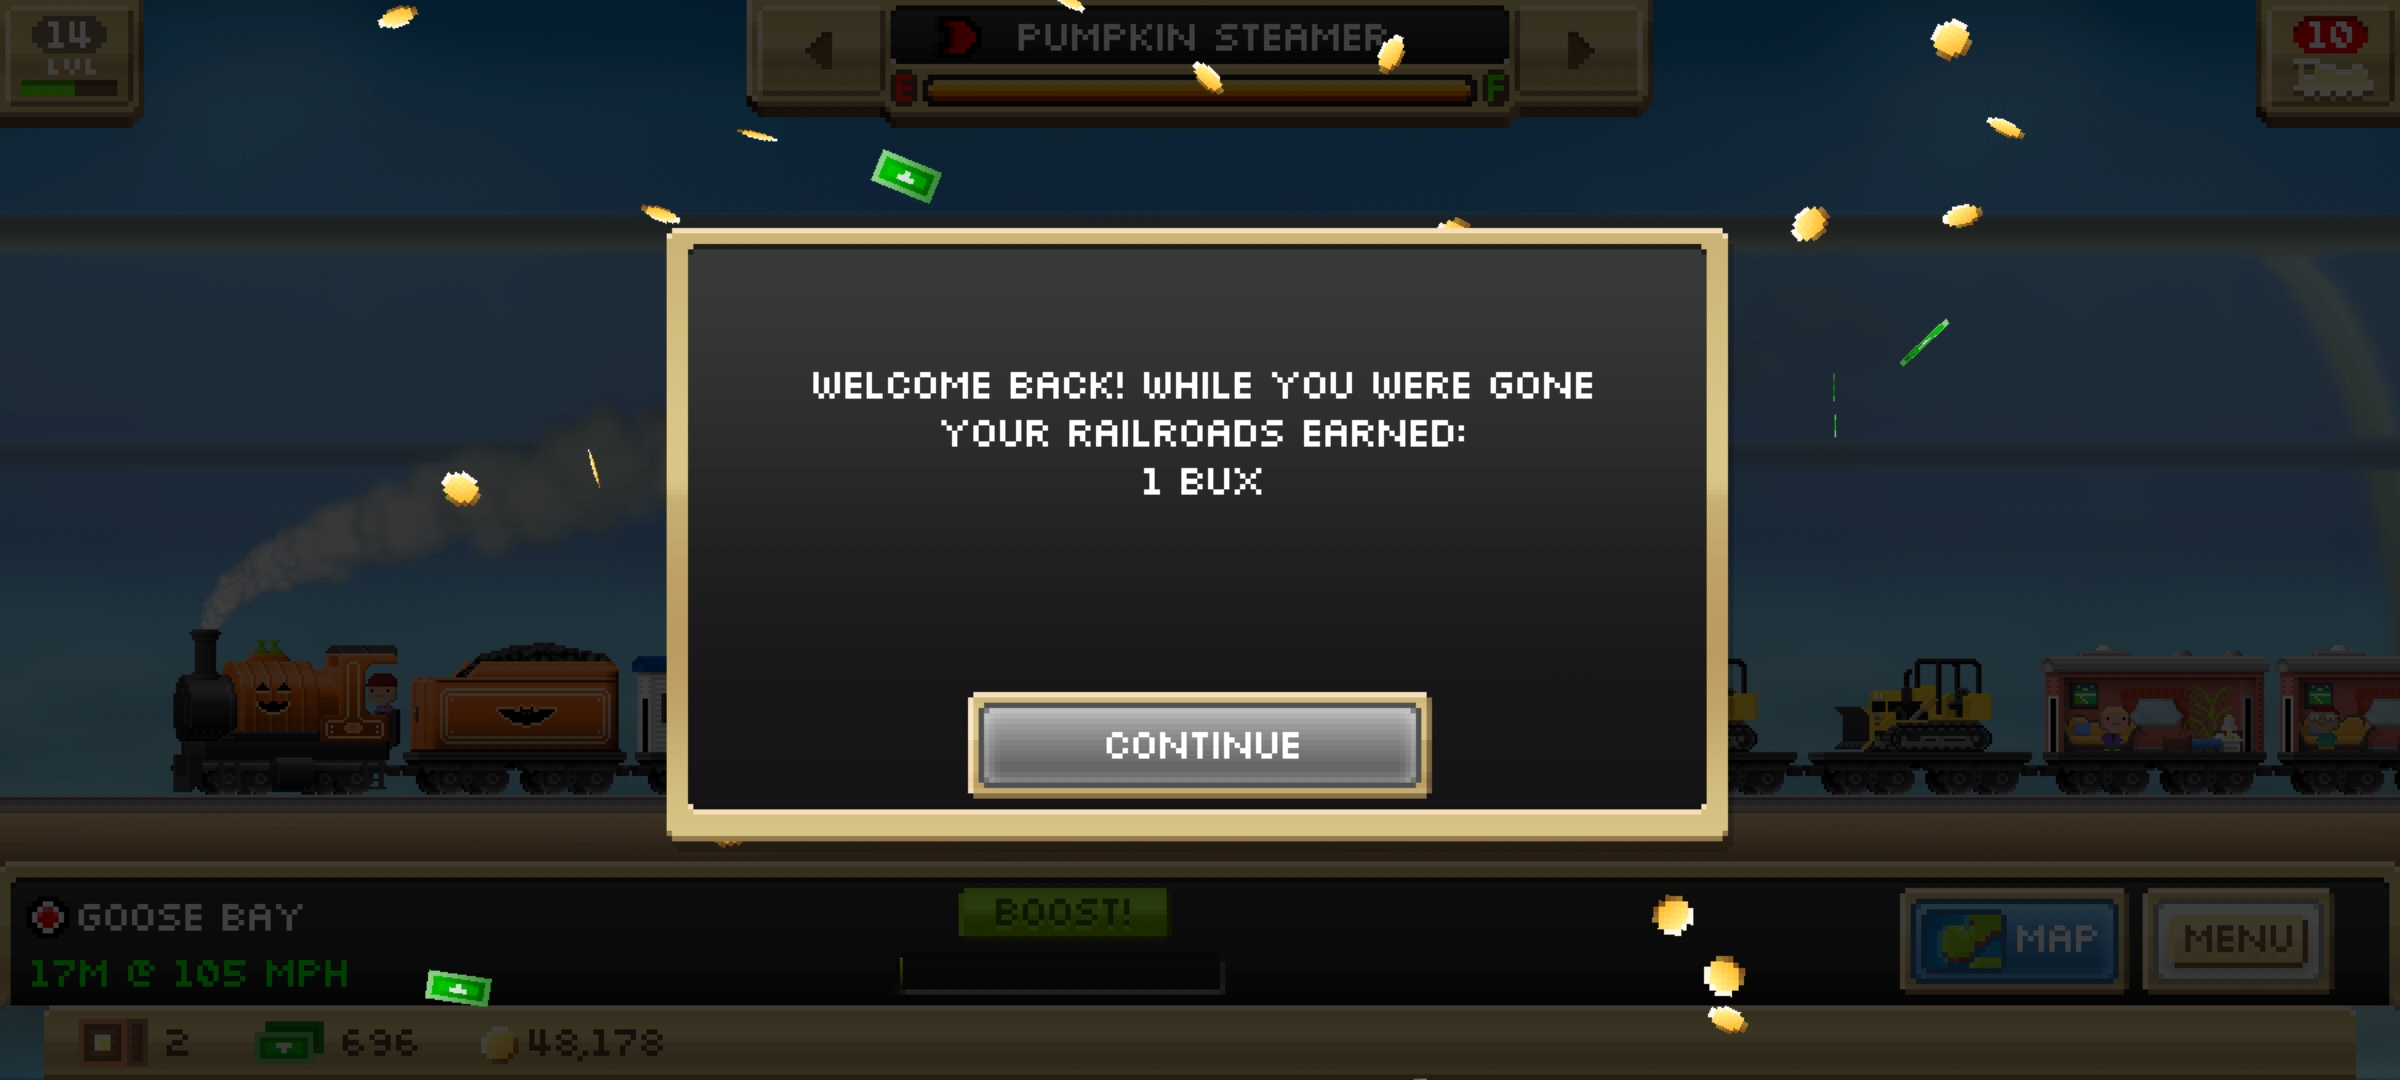 14
LVL
PUMPKIN STEAMER
E
F
10
WELCOME BACK! WHILE YOU WERE GONE
YOUR RAILROADS EARNED:
1 BUX
CONTINUE
GOOSE BAY
17M @ 105 MPH
BOOST!
MAP
MENU
2
696
48,178